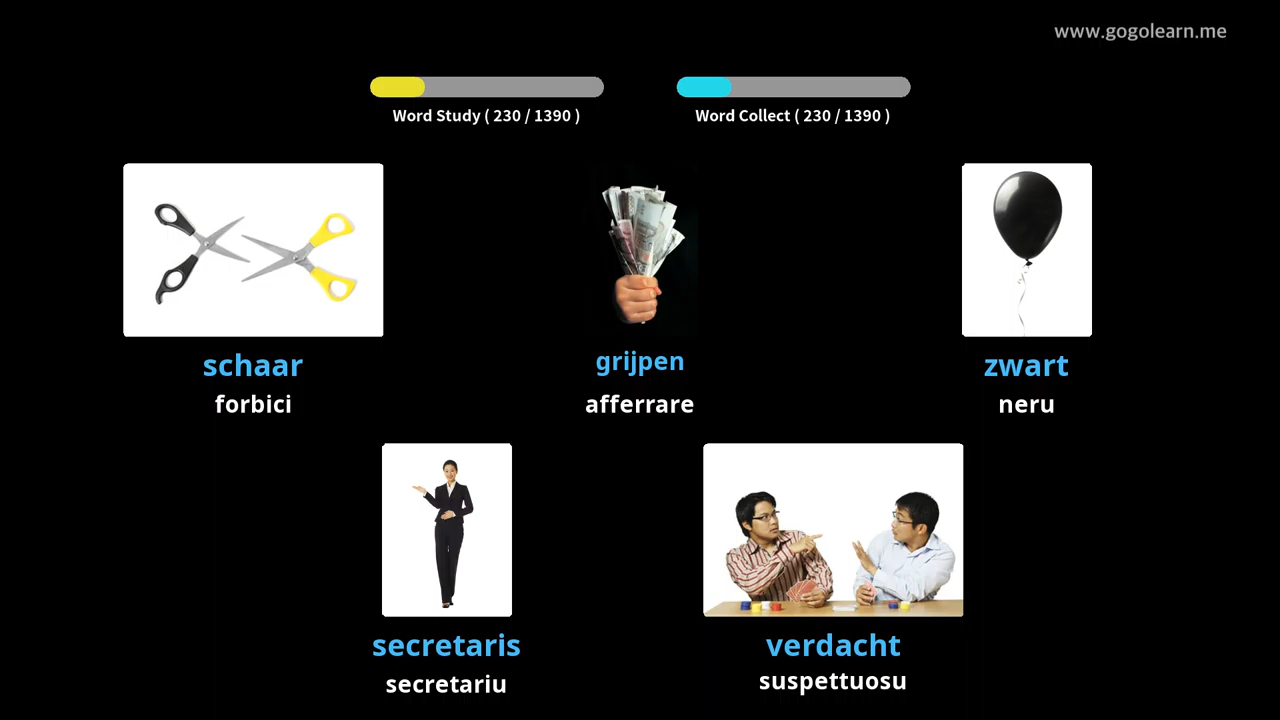 www.gogolearn.me
Word Study ( 230 / 1390 )
Word Collect ( 230 / 1390 )
schaar
forbici
grijpen
afferrare
zwart
neru
secretaris
secretariu
verdacht
suspettuosu